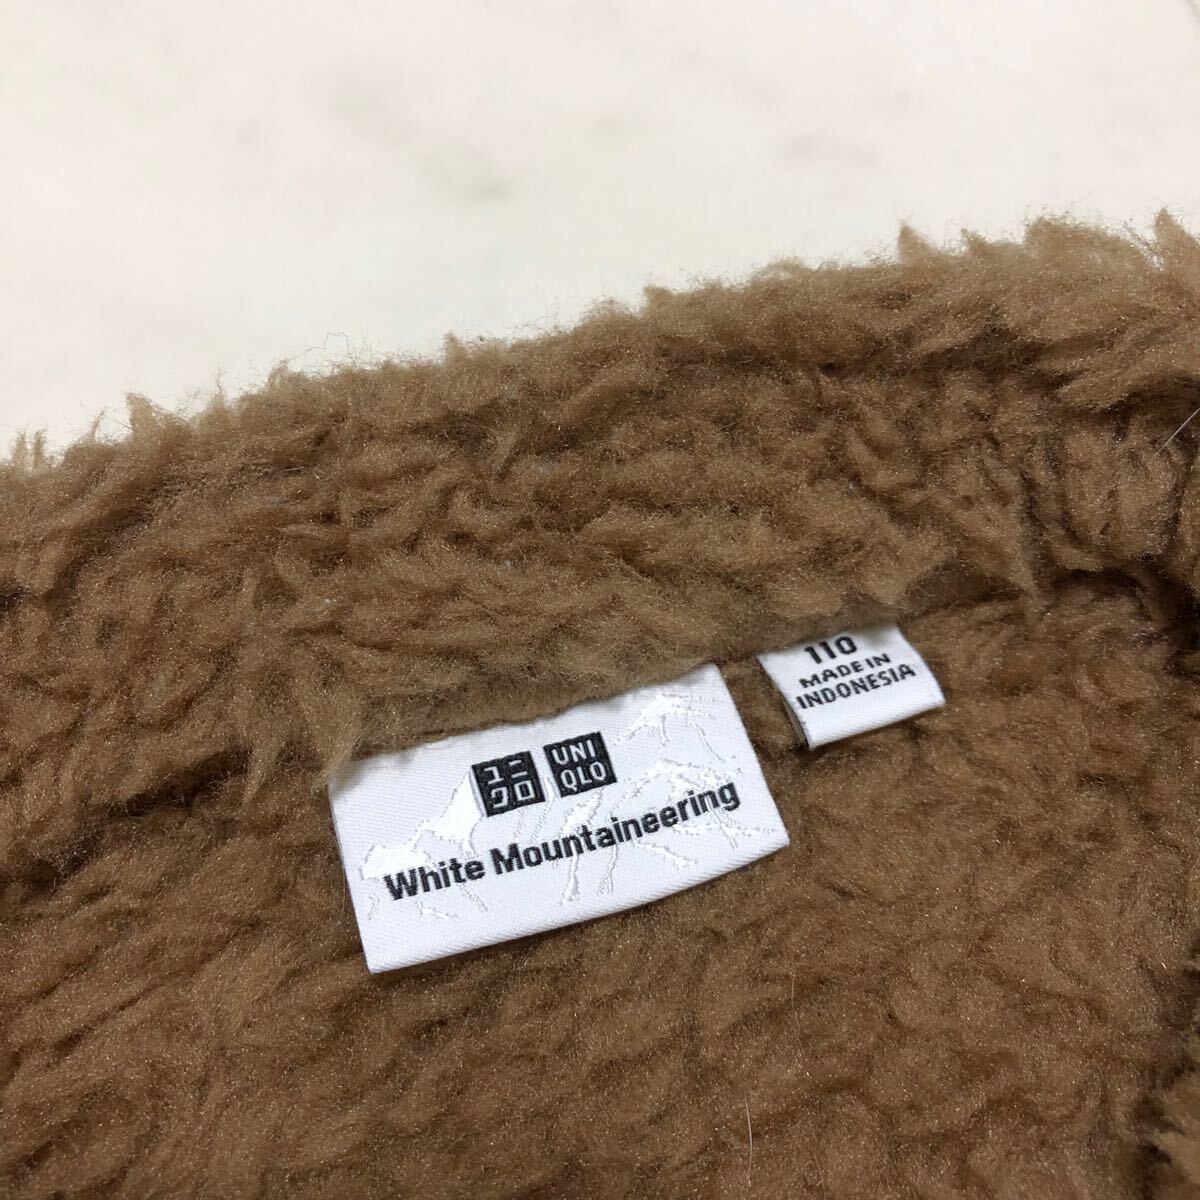 ユニ
クロ
UNI
QLO
White Mountaineering
110
MADE IN
INDONESIA